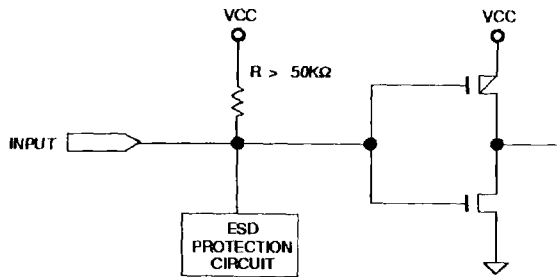 VCC
VCC
R > 50KΩ
INPUT
ESD
PROTECTION
CIRCUIT